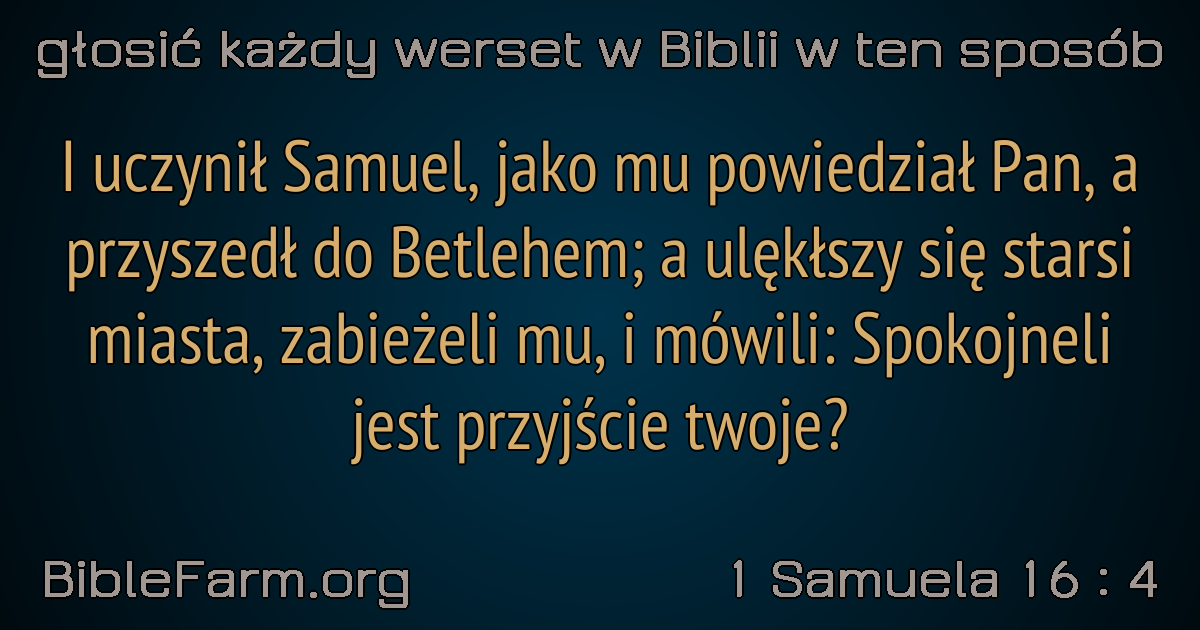 głosić każdy werset w Biblii w ten sposób
I uczynił Samuel, jako mu powiedział Pan, a
przyszedł do Betlehem; a ulękłszy się starsi
miasta, zabieżeli mu, i mówili: Spokojneli
jest przyjście twoje?
BibleFarm.org
1 Samuela 16 : 4